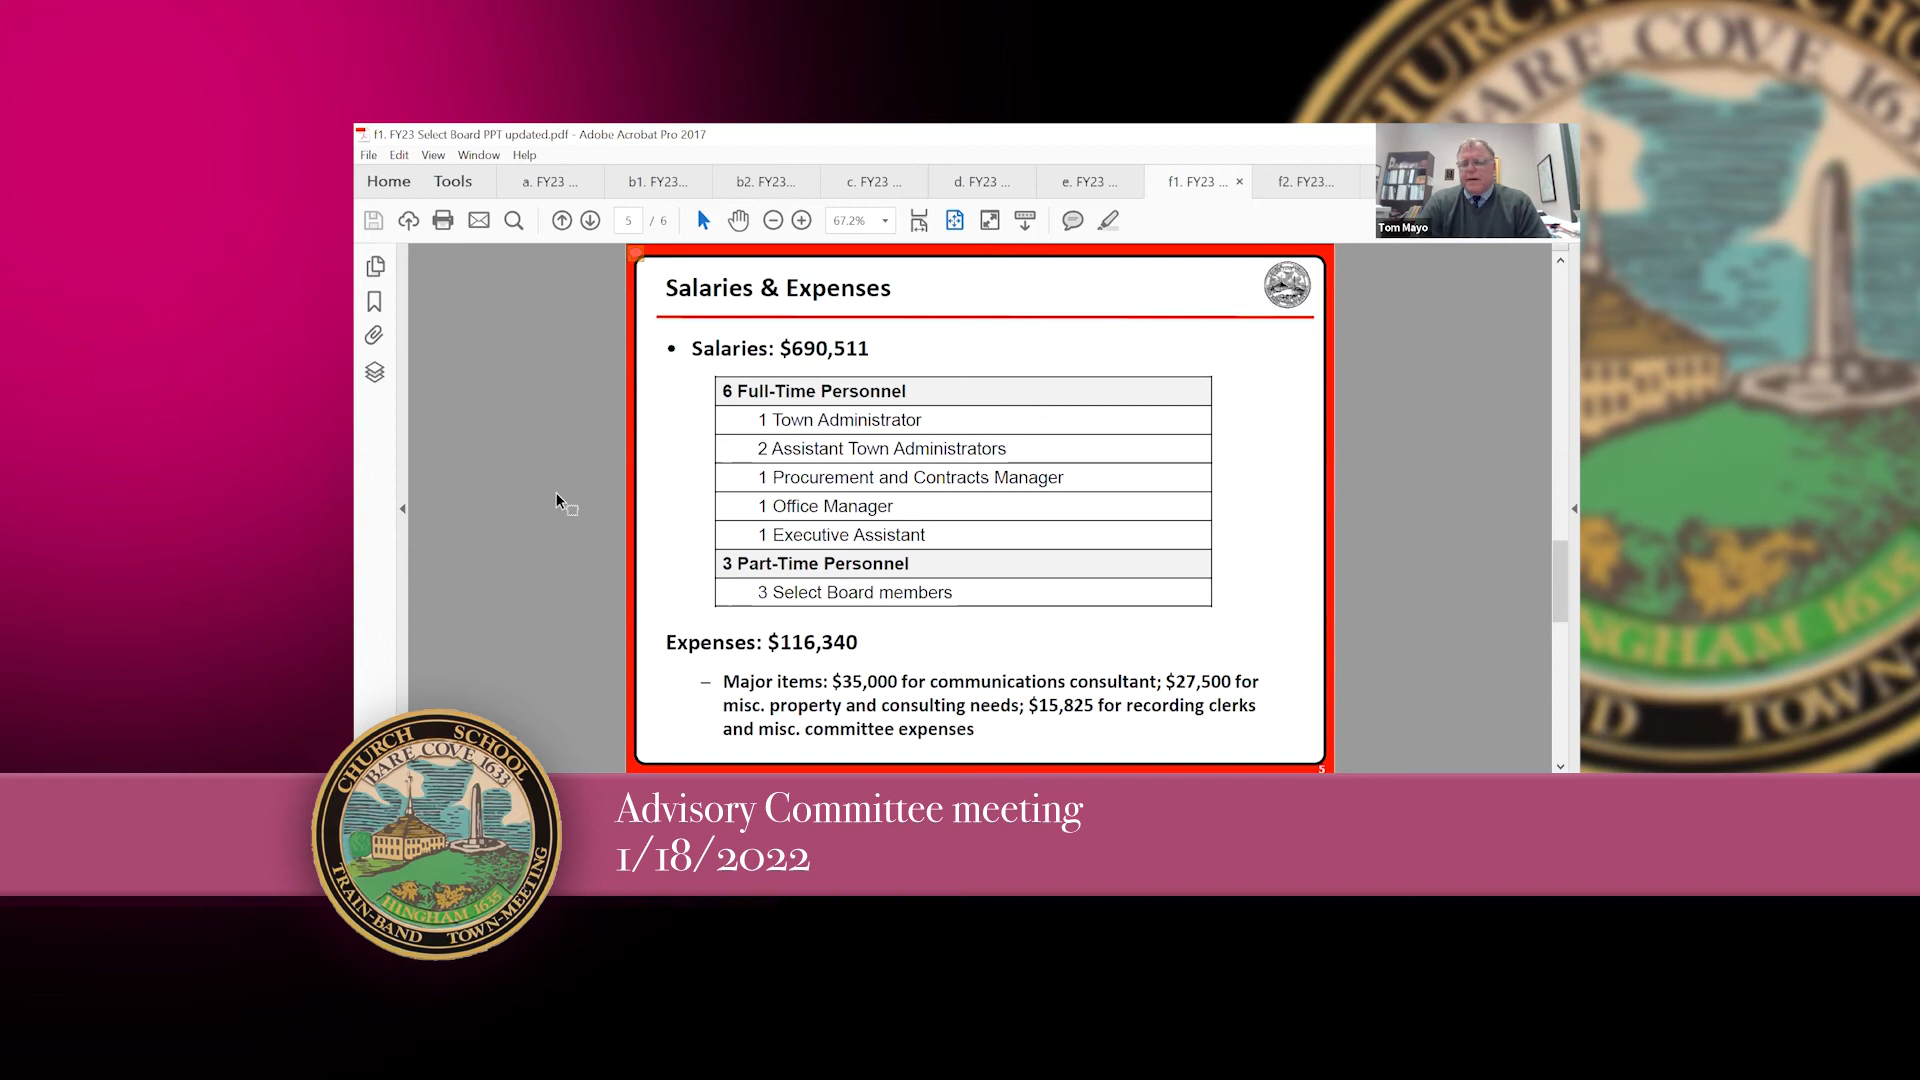 f1. FY23 Select Board PPT updated.pdf - Adobe Acrobat Pro 2017
File Edit View Window Help
Home Tools a. FY23 ... b1. FY23... b2. FY23... c. FY23 ... d. FY23 ... e. FY23 ... f1. FY23 ... × f2. FY23...
5 / 6 67.2%
Tom Mayo
Salaries & Expenses
• Salaries: $690,511
6 Full-Time Personnel
1 Town Administrator
2 Assistant Town Administrators
1 Procurement and Contracts Manager
1 Office Manager
1 Executive Assistant
3 Part-Time Personnel
3 Select Board members
Expenses: $116,340
– Major items: $35,000 for communications consultant; $27,500 for
misc. property and consulting needs; $15,825 for recording clerks
and misc. committee expenses
5
CHURCH SCHOOL
BARE COVE 1633
HINGHAM 1635
TRAIN-BAND TOWN-MEETING
Advisory Committee meeting
1/18/2022